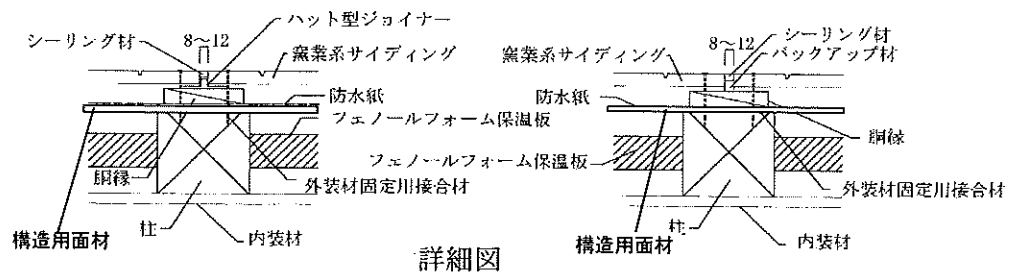 ハット型ジョイナー
シーリング材
8〜12
窯業系サイディング
防水紙
フェノールフォーム保温板
胴縁
外装材固定用接合材
柱
内装材
構造用面材
シーリング材
8〜12
バックアップ材
窯業系サイディング
防水紙
胴縁
フェノールフォーム保温板
外装材固定用接合材
柱
内装材
構造用面材
詳細図